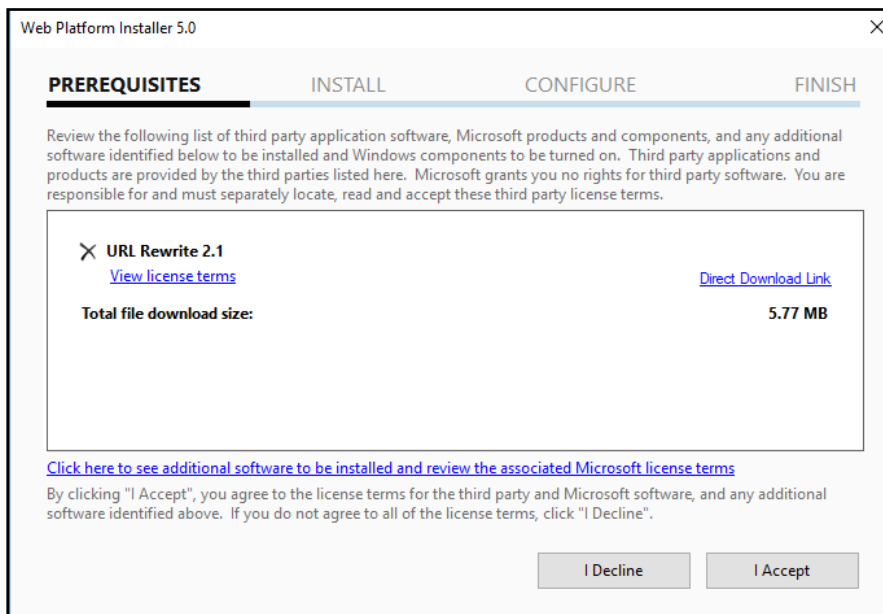 Web Platform Installer 5.0
PREREQUISITES INSTALL CONFIGURE FINISH
Review the following list of third party application software, Microsoft products and components, and any additional
software identified below to be installed and Windows components to be turned on. Third party applications and
products are provided by the third parties listed here. Microsoft grants you no rights for third party software. You are
responsible for and must separately locate, read and accept these third party license terms.
URL Rewrite 2.1
View license terms Direct Download Link
Total file download size: 5.77 MB
Click here to see additional software to be installed and review the associated Microsoft license terms
By clicking "I Accept", you agree to the license terms for the third party and Microsoft software, and any additional
software identified above. If you do not agree to all of the license terms, click "I Decline".
I Decline I Accept